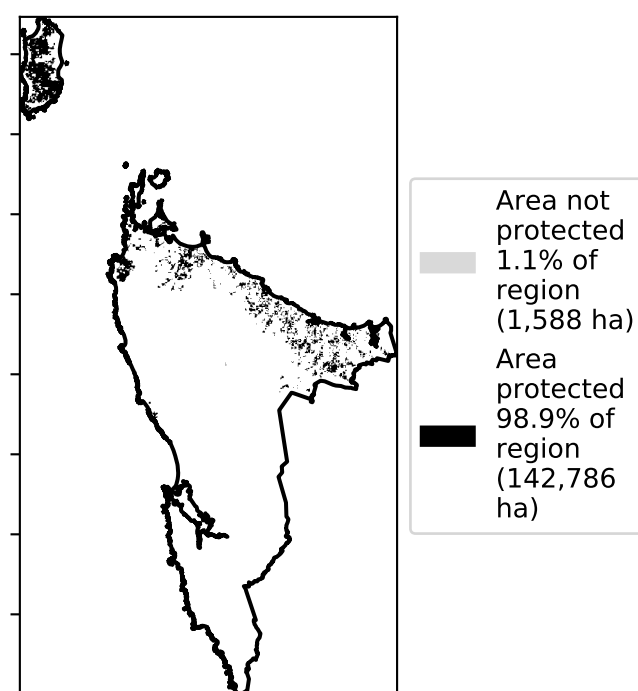 Area not
protected
1.1% of
region
(1,588 ha)
Area
protected
98.9% of
region
(142,786
ha)